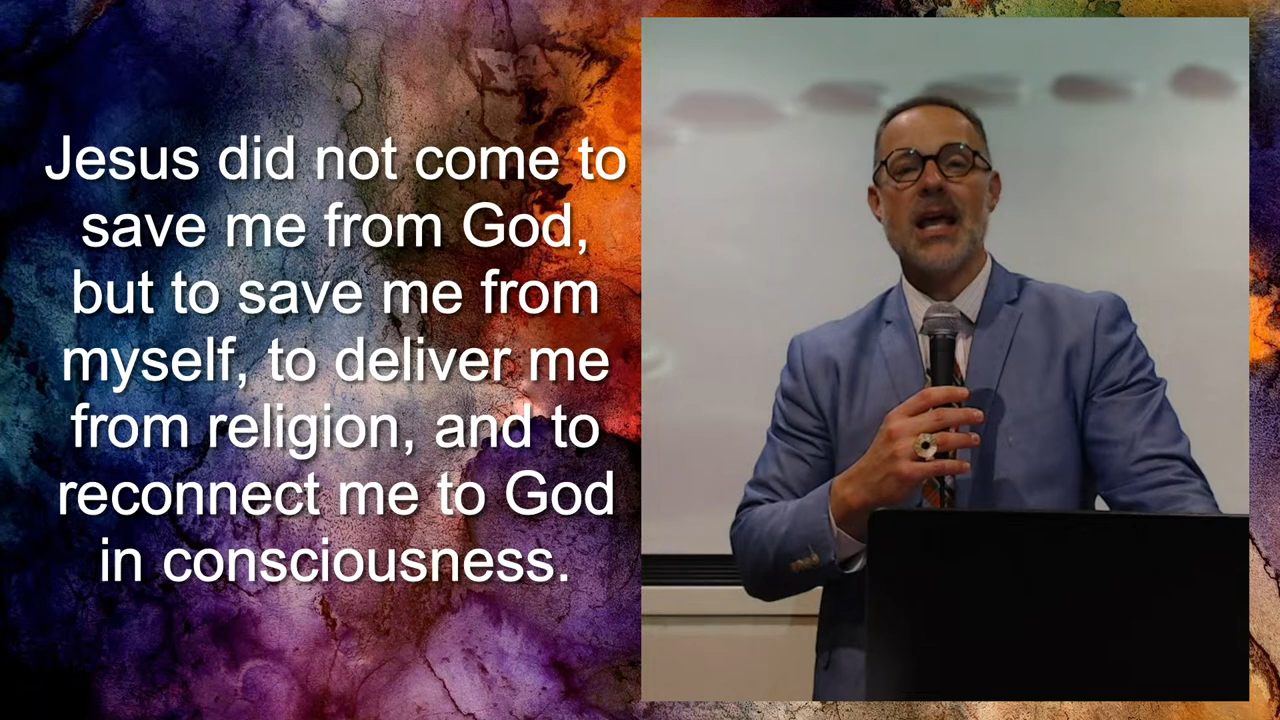 Jesus did not come to
save me from God,
but to save me from
myself, to deliver me
from religion, and to
reconnect me to God
in consciousness.